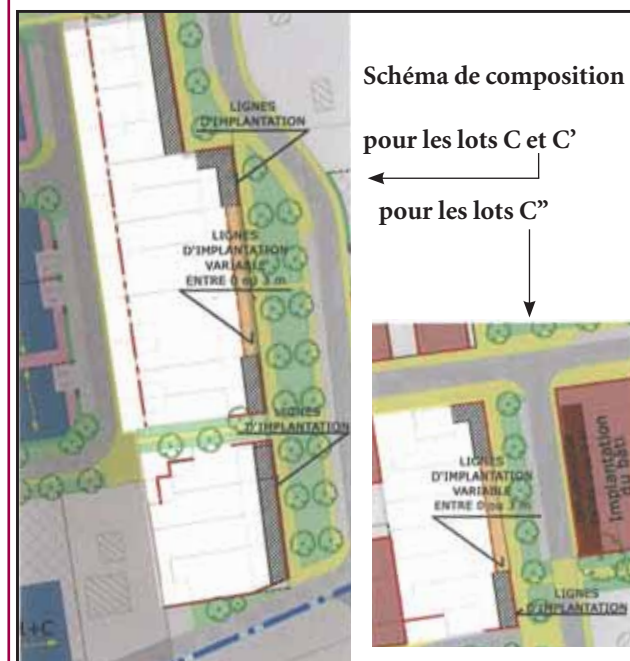 Schéma de composition
pour les lots C et C’
pour les lots C”
LIGNES
D'IMPLANTATION
LIGNES
D'IMPLANTATION
VARIABLE
ENTRE 0 ou 3 m
LIGNES
D'IMPLANTATION
L+C
LIGNES
D'IMPLANTATION
VARIABLE
ENTRE 0 ou 3 m
LIGNES
D'IMPLANTATION
Implantation
du bâti